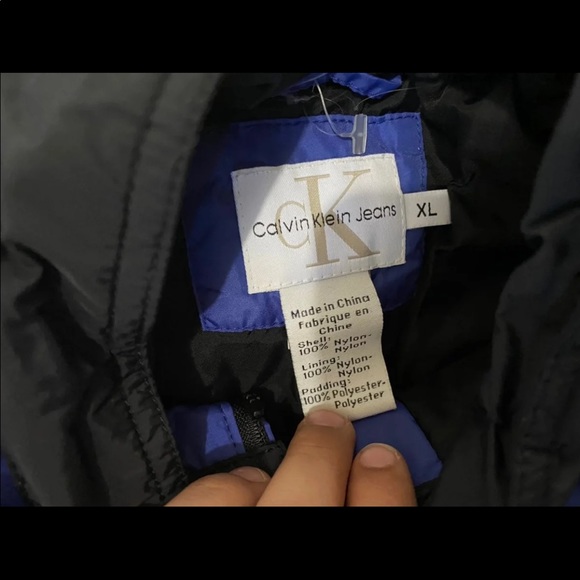 cK
Calvin Klein Jeans
XL
Made in China
Fabrique en
Chine
Shell:
100% Nylon-
Nylon
Lining:
100% Nylon-
Nylon
Padding:
100% Polyester-
Polyester